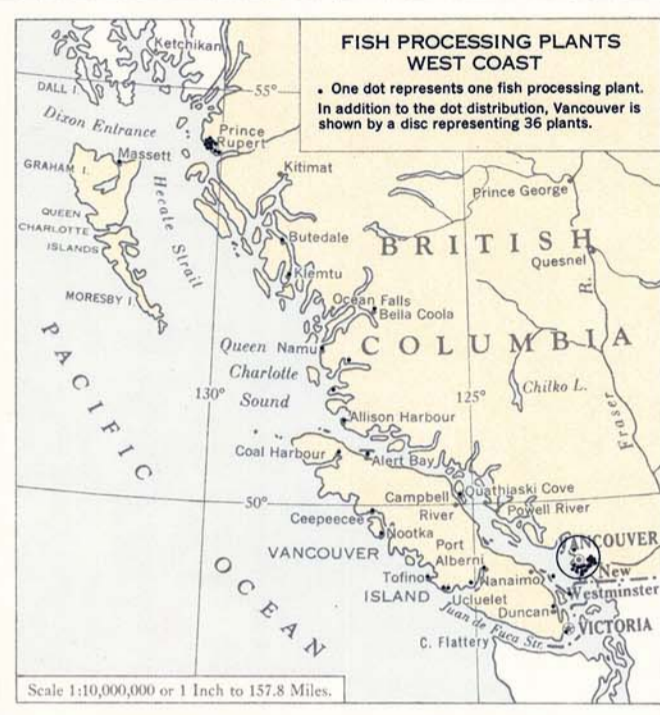 FISH PROCESSING PLANTS
WEST COAST
. One dot represents one fish processing plant.
In addition to the dot distribution, Vancouver is
shown by a disc representing 36 plants.
Ketchikan
DALL I.
55°
Dixon Entrance
Prince
Rupert
Massett
GRAHAM I.
Kitimat
Prince George
Hecate Strait
QUEEN
CHARLOTTE
ISLANDS
Butedale
BRITISH
Quesnel
Klemtu
R.
MORESBY I.
Ocean Falls
Bella Coola
PACIFIC
Queen
Namu
COLUMBIA
Charlotte
130°
125°
Chilko L.
Sound
Allison Harbour
Fraser
Coal Harbour
Alert Bay
Campbell
River
Quathiaski Cove
50°
Powell River
Ceepeecee
Nootka
VANCOUVER
VANCOUVER
Port
Alberni
New
Westminster
OCEAN
Tofino
Nanaimo
ISLAND
Ucluelet
Duncan
Juan de Fuca Str.
VICTORIA
C. Flattery
Scale 1:10,000,000 or 1 Inch to 157.8 Miles.